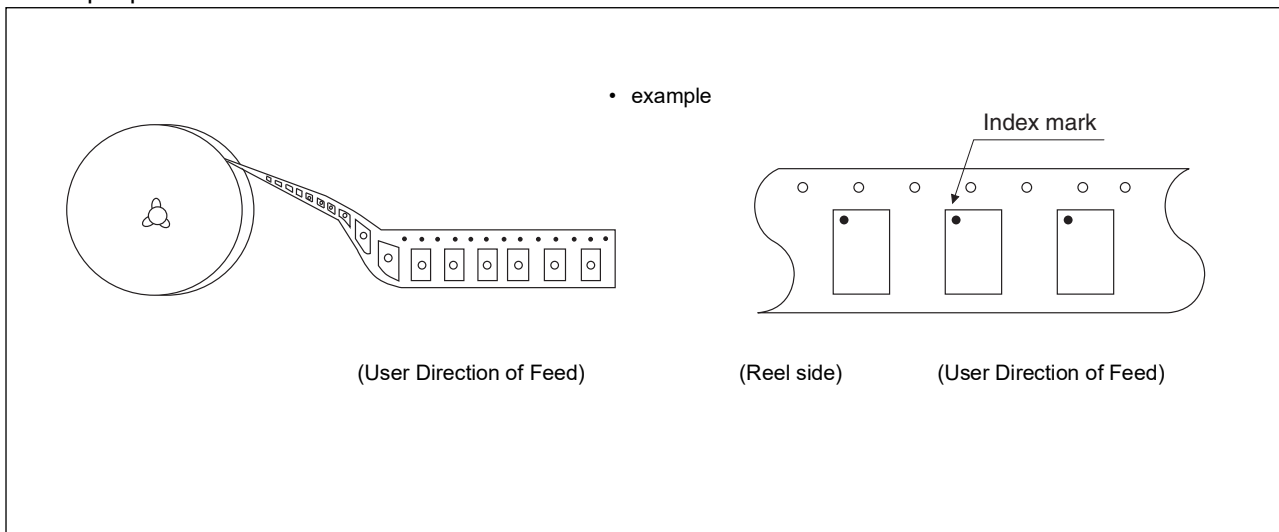 • example
Index mark
(User Direction of Feed)
(Reel side)
(User Direction of Feed)